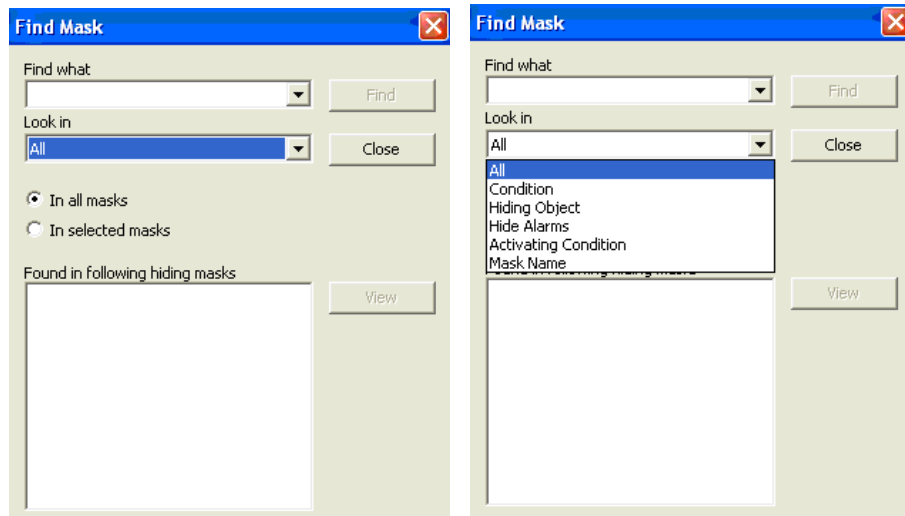 Find Mask
Find what
Find
Look in
All
Close
In all masks
In selected masks
Found in following hiding masks
View
Find Mask
Find what
Find
Look in
All
Close
All
Condition
Hiding Object
Hide Alarms
Activating Condition
Mask Name
View